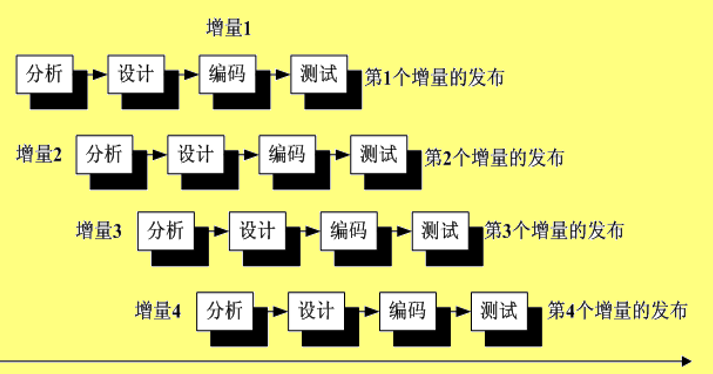 增量1
分析 设计 编码 测试 第1个增量的发布
增量2 分析 设计 编码 测试 第2个增量的发布
增量3 分析 设计 编码 测试 第3个增量的发布
增量4 分析 设计 编码 测试 第4个增量的发布